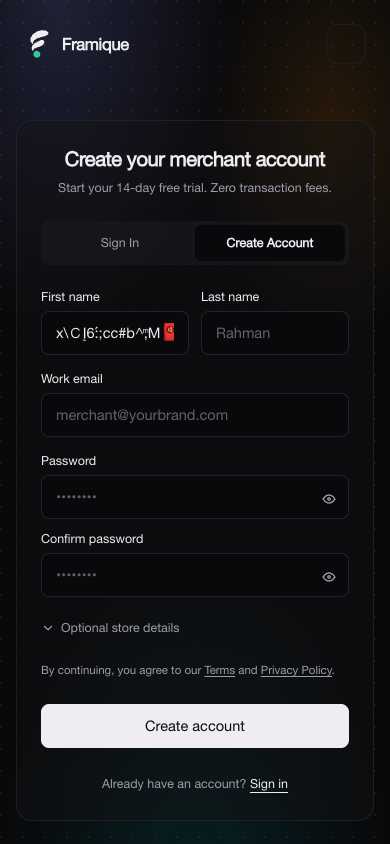 Framique
Create your merchant account
Start your 14-day free trial. Zero transaction fees.
Sign In
Create Account
First name
Last name
Rahman
Work email
merchant@yourbrand.com
Password
••••••••
Confirm password
••••••••
Optional store details
By continuing, you agree to our Terms and Privacy Policy.
Create account
Already have an account? Sign in